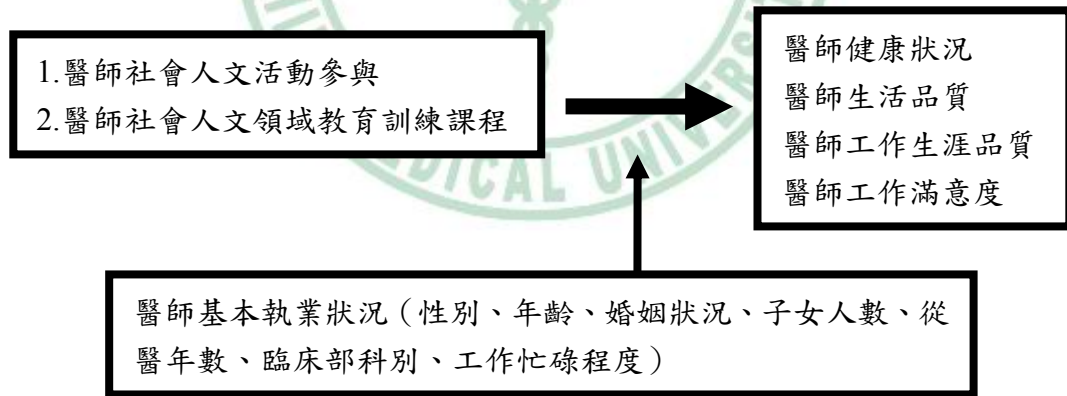 1.醫師社會人文活動參與
2.醫師社會人文領域教育訓練課程
醫師健康狀況
醫師生活品質
醫師工作生涯品質
醫師工作滿意度
EDICAL UNIVERS
醫師基本執業狀況（性別、年齡、婚姻狀況、子女人數、從
醫年數、臨床部科別、工作忙碌程度）